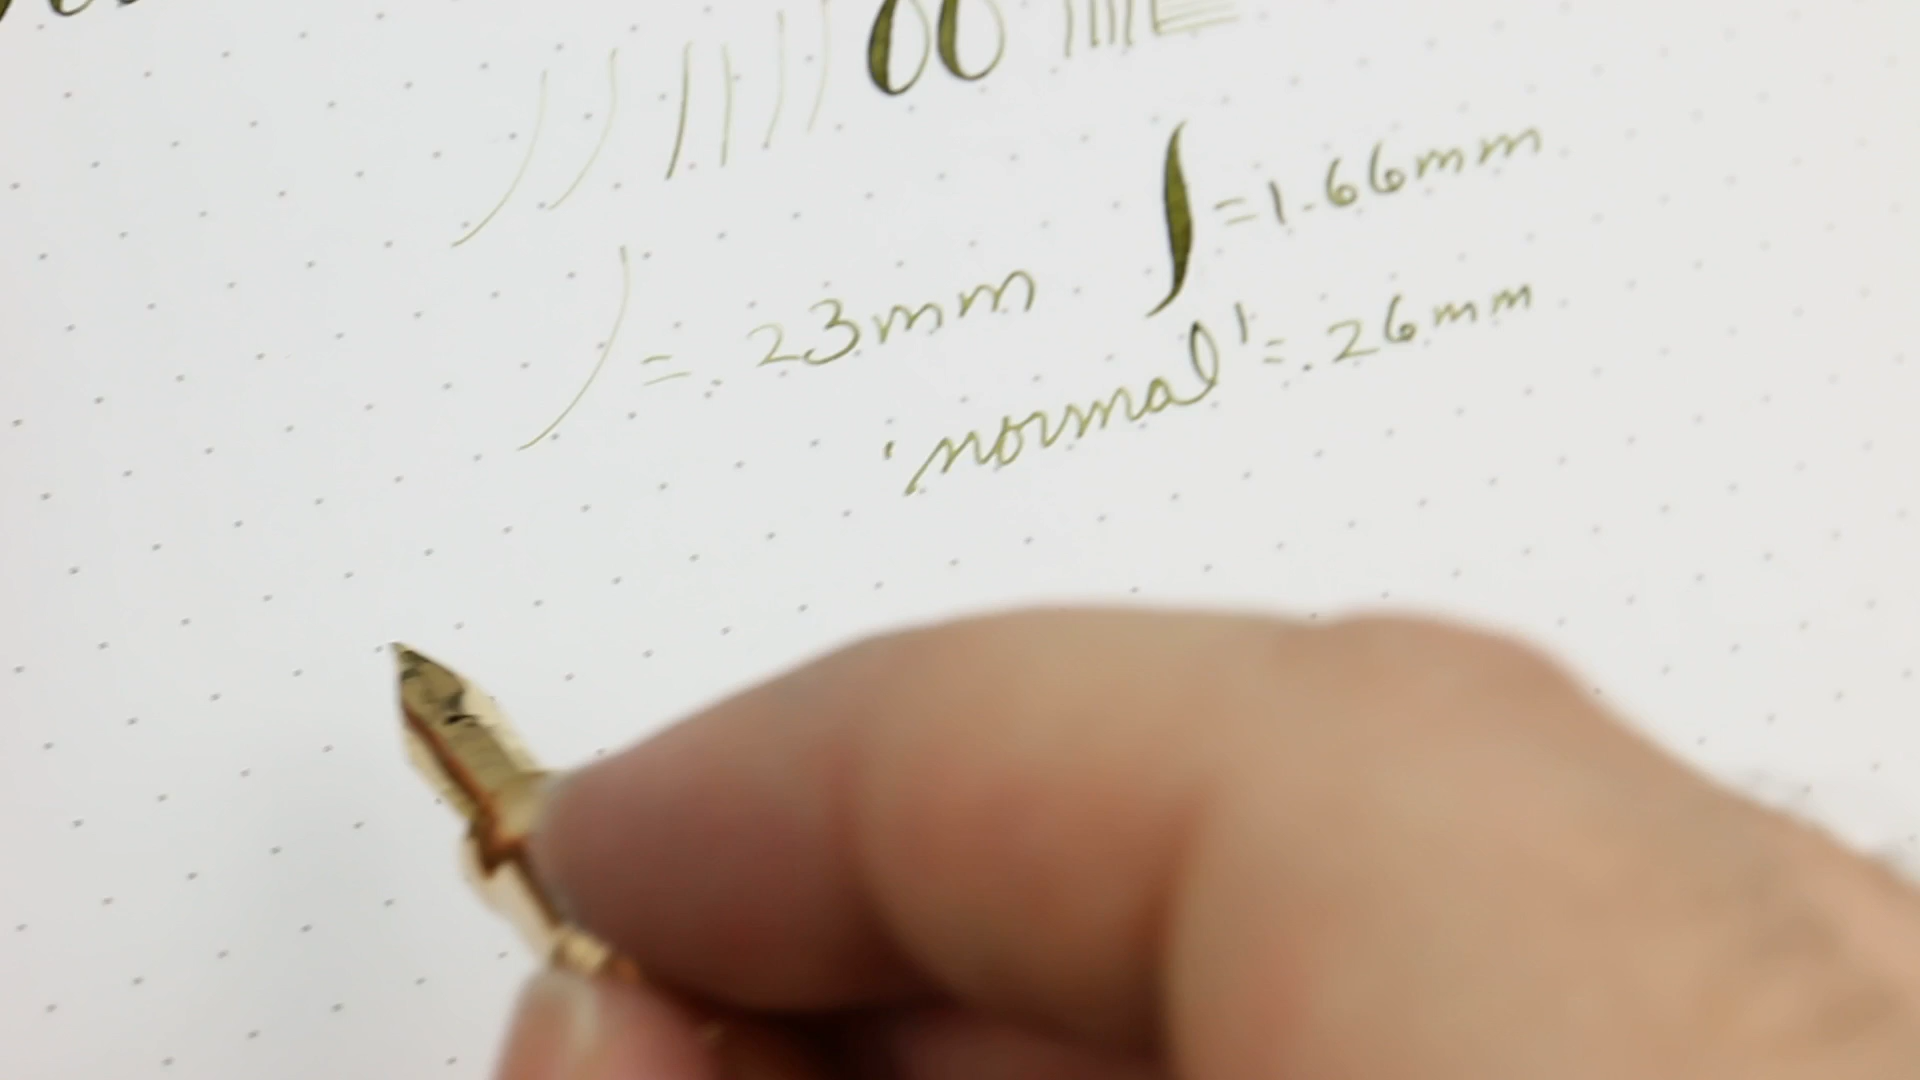 = 1.66mm
= .23mm
'normal' = .26mm